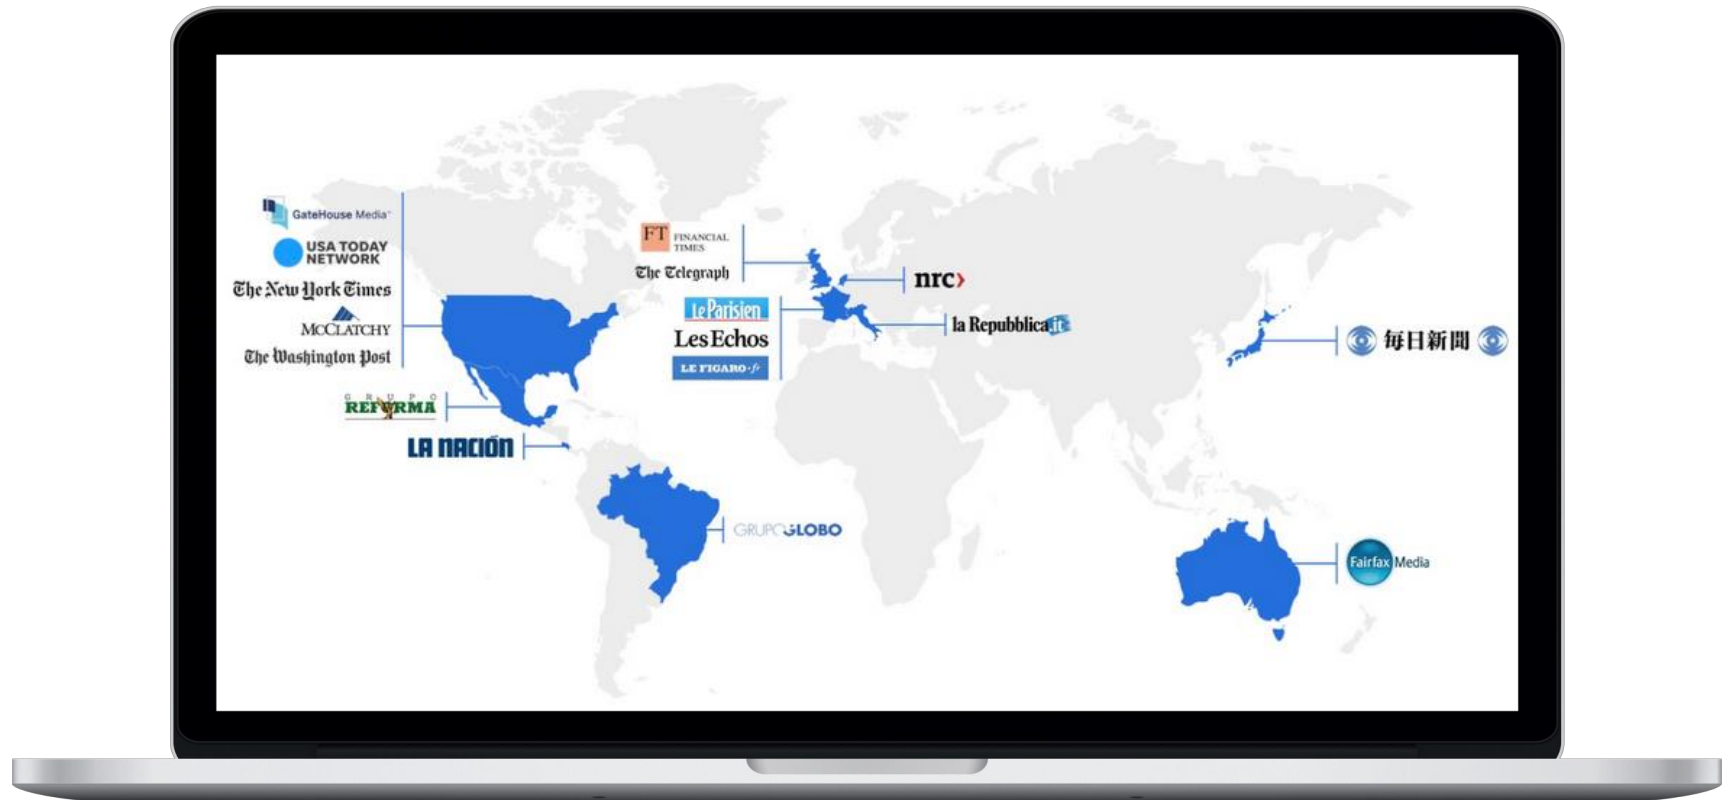 GateHouse Media
USA TODAY
NETWORK
The New York Times
MCCLATCHY
The Washington Post
GRUPO
REFORMA
LA NACIÓN
FT FINANCIAL
TIMES
The Telegraph
Le Parisien
Les Echos
LE FIGARO·fr
nrc>
la Repubblica.it
GRUPO GLOBO
毎日新聞
Fairfax Media